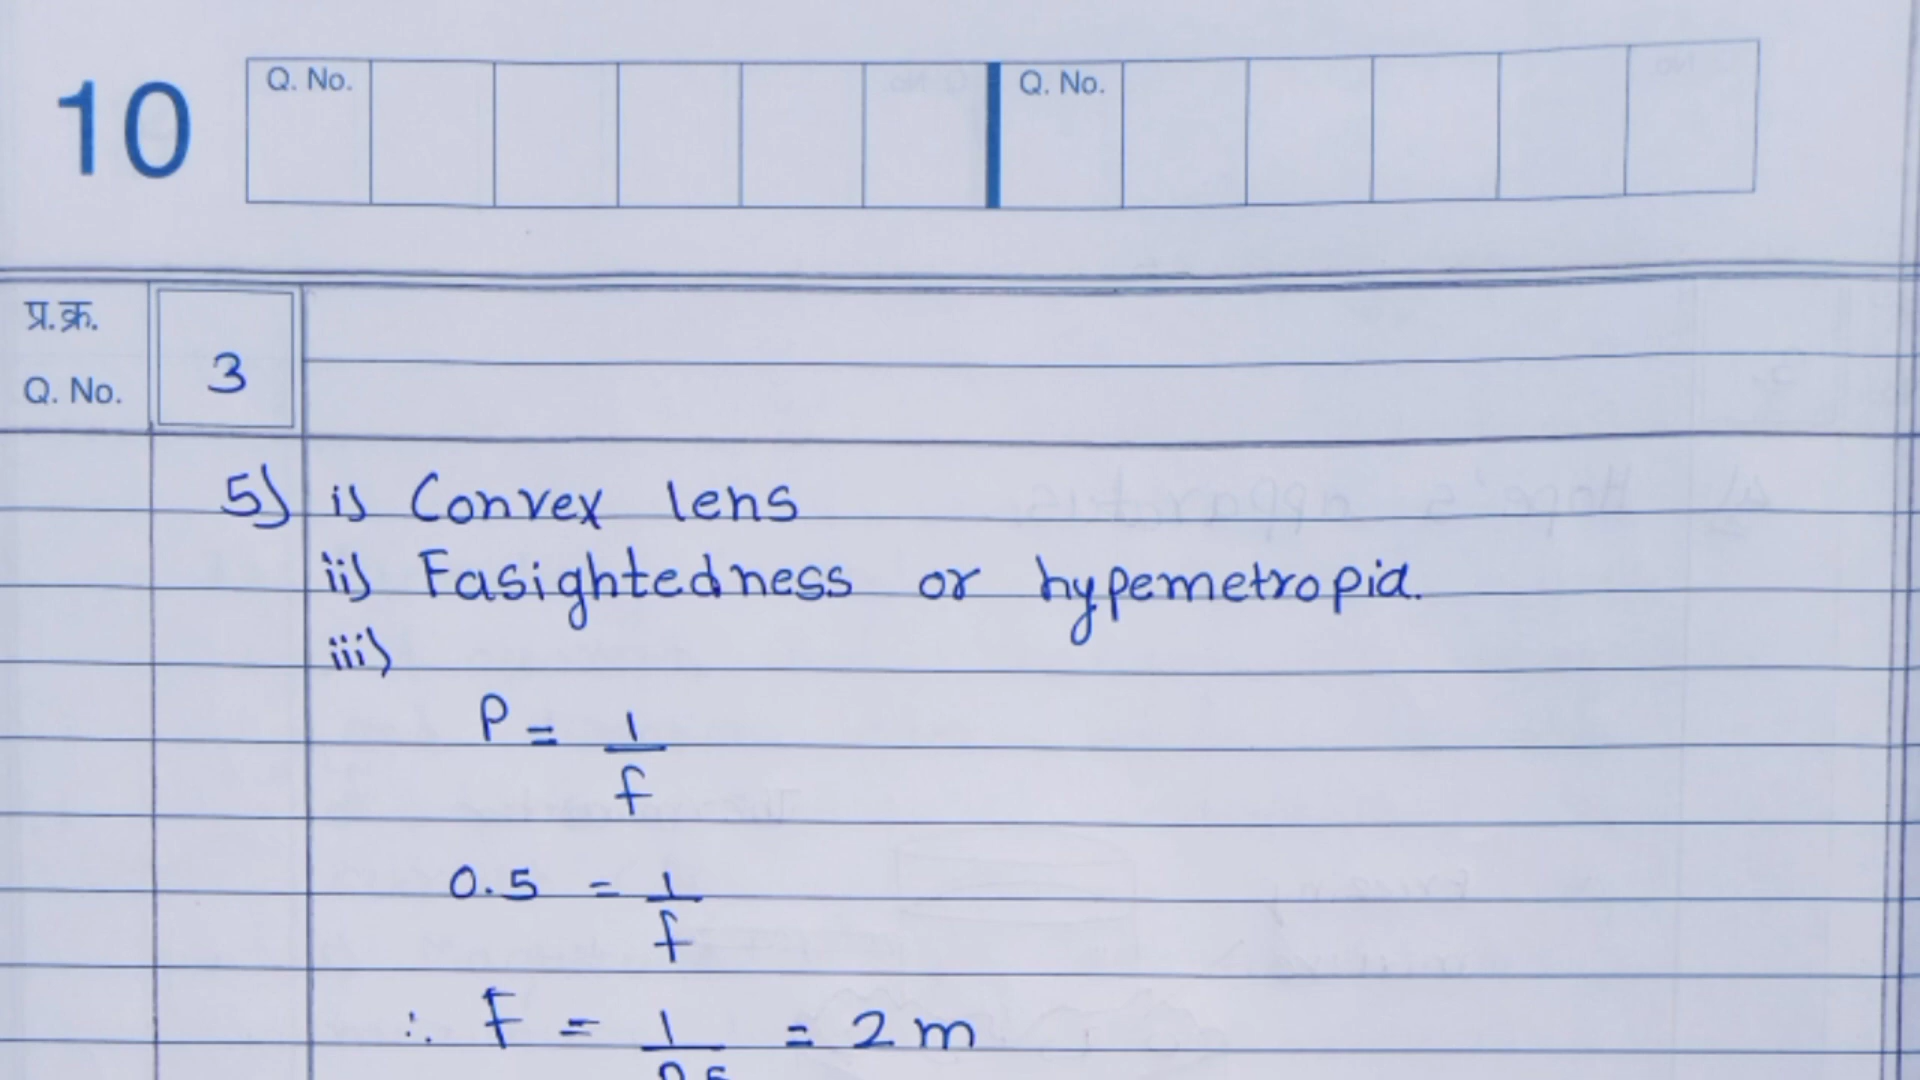 10 Q. No. Q. No.
प्र.क्र.
Q. No. 3
5) i) Convex lens
ii) Fasightedness or hypemetropia.
iii)
P = 1/f
0.5 = 1/f
∴ F = 1/0.5 = 2 m